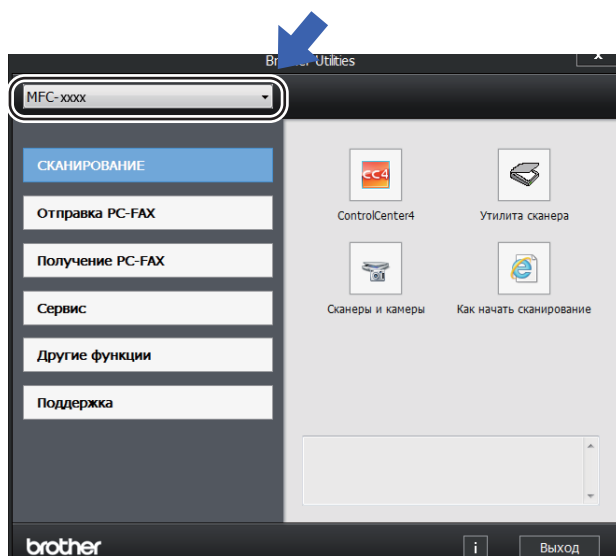 Brother Utilities
x
MFC-xxxx
СКАНИРОВАНИЕ
Отправка PC-FAX
Получение PC-FAX
Сервис
Другие функции
Поддержка
CC4
ControlCenter4
Утилита сканера
Сканеры и камеры
Как начать сканирование
brother
i
Выход